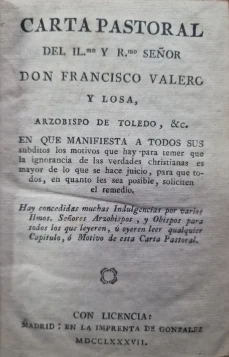 CARTA PASTORAL
DEL IL.mo Y R.mo SEÑOR
DON FRANCISCO VALERO
Y LOSA,
ARZOBISPO DE TOLEDO, &c.
EN QUE MANIFIESTA A TODOS SUS
subditos los motivos que hay para temer que
la ignorancia de las verdades christianas es
mayor de lo que se hace juicio, para que to-
dos, en quanto les sea posible, soliciten
el remedio.
Hay concedidas muchas Indulgencias por varios
Ilmos. Señores Arzobispos, y Obispos para
todos los que leyeren, ó oyeren leer qualquier
Capitulo, ó Motivo de esta Carta Pastoral.
CON LICENCIA:
MADRID: EN LA IMPRENTA DE GONZALEZ
MDCCLXXXVII.